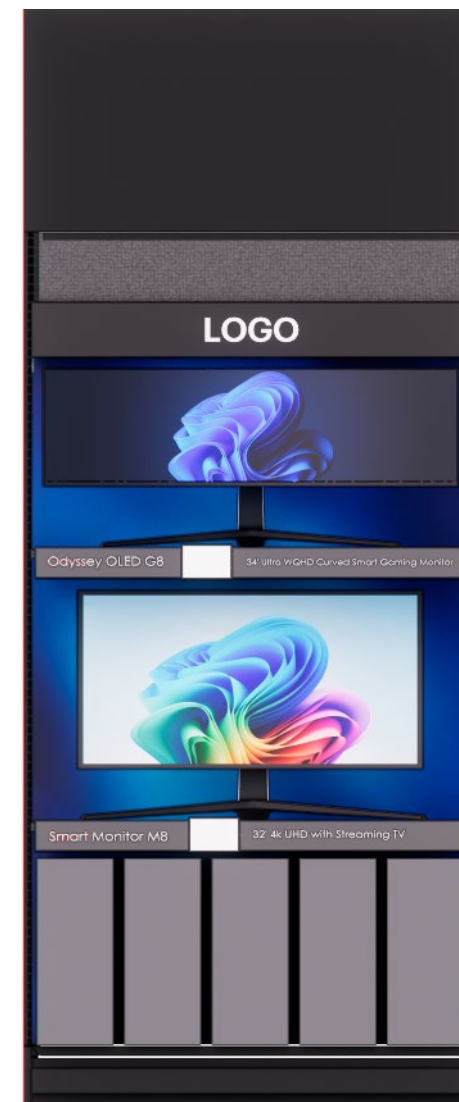 LOGO
Odyssey OLED G8
34' Ultra WQHD Curved Smart Gaming Monitor
Smart Monitor M8
32' 4k UHD with Streaming TV